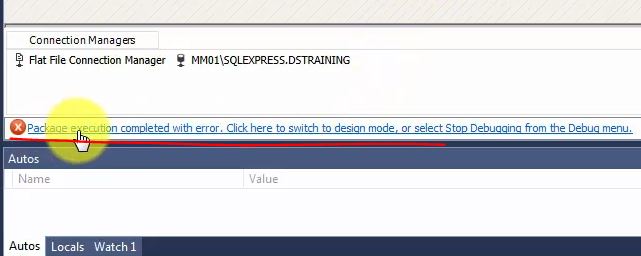 Connection Managers
Flat File Connection Manager MM01\SQLEXPRESS.DSTRAINING
Package execution completed with error. Click here to switch to design mode, or select Stop Debugging from the Debug menu.
Autos
Name Value
Autos Locals Watch 1